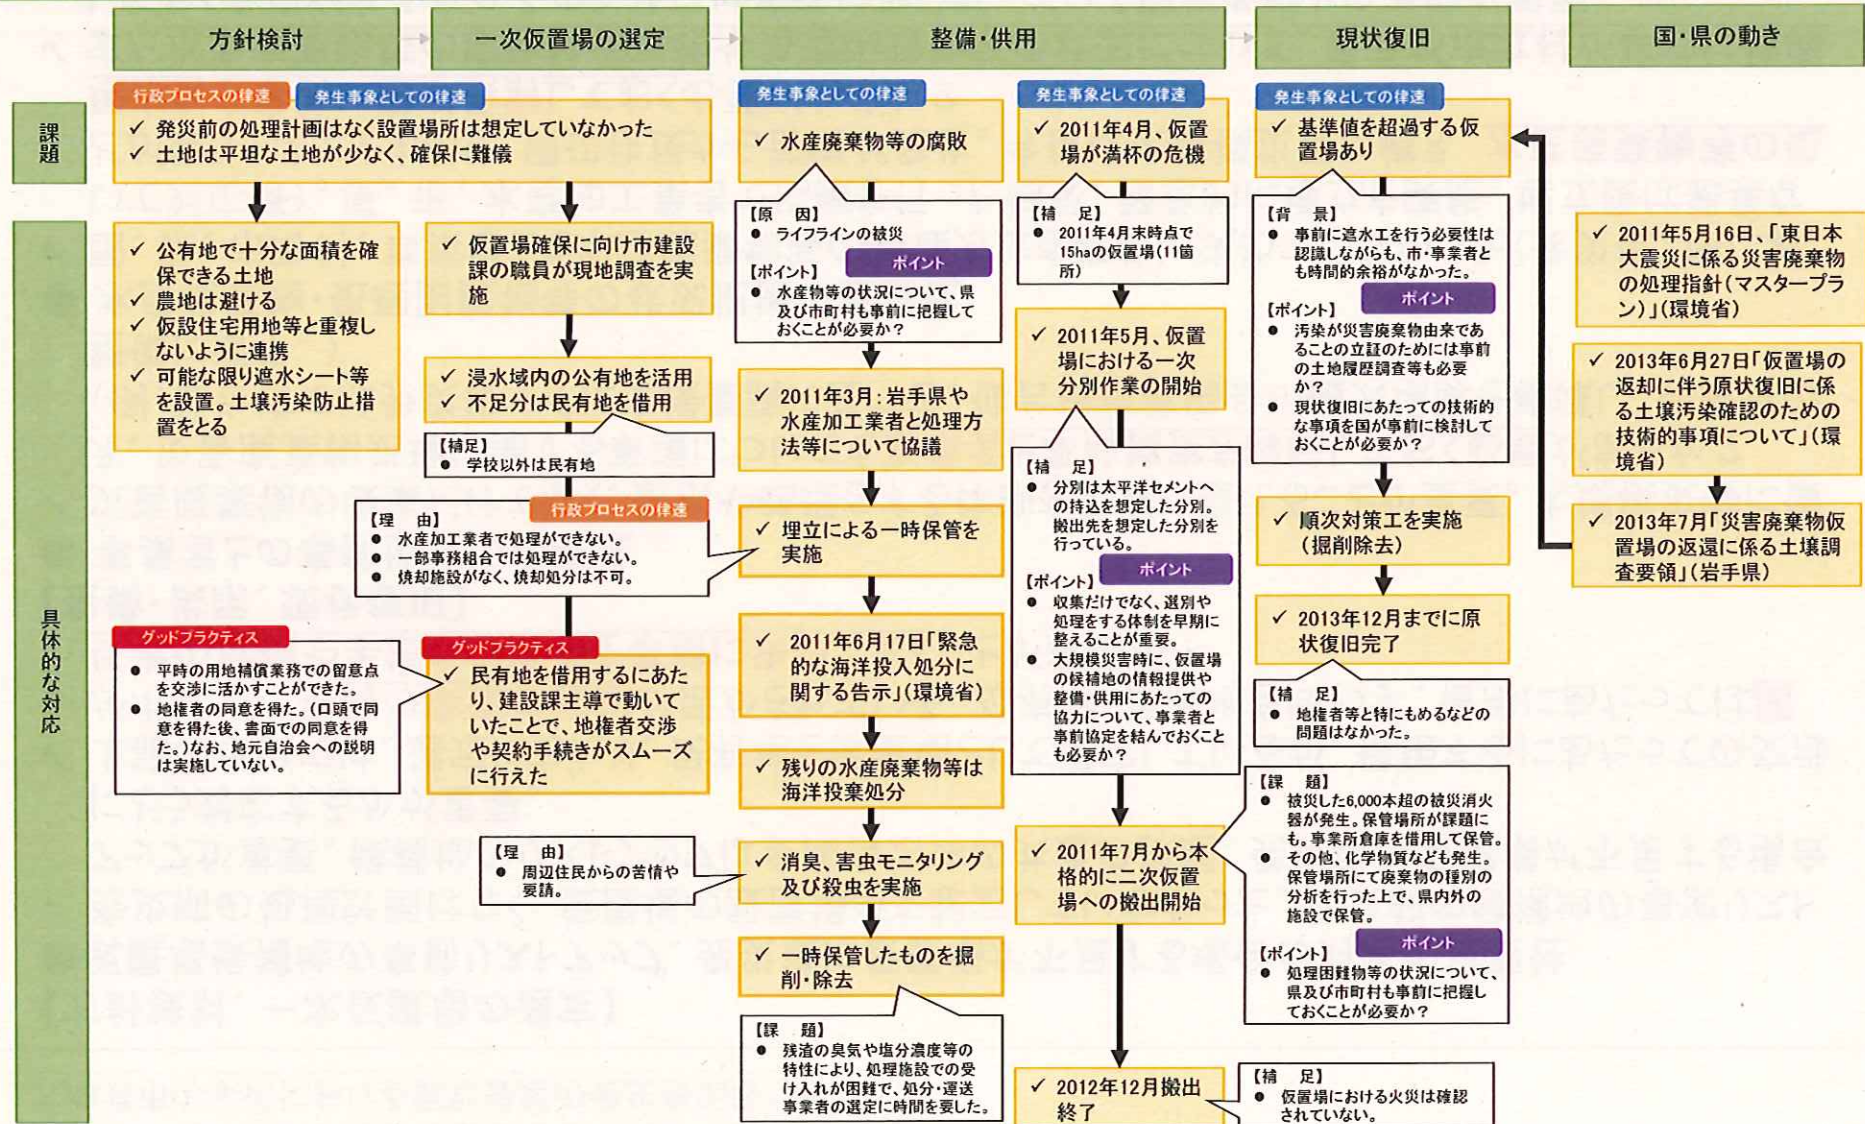 方針検討
一次仮置場の選定
整備・供用
現状復旧
国・県の動き
課題
行政プロセスの律速
発生事象としての律速
✓ 発災前の処理計画はなく設置場所は想定していなかった
✓ 土地は平坦な土地が少なく、確保に難儀
発生事象としての律速
✓ 水産廃棄物等の腐敗
発生事象としての律速
✓ 2011年4月、仮置
場が満杯の危機
発生事象としての律速
✓ 基準値を超過する仮
置場あり
具体的な対応
✓ 公有地で十分な面積を確
保できる土地
✓ 農地は避ける
✓ 仮設住宅用地等と重複し
ないように連携
✓ 可能な限り遮水シート等
を設置。土壌汚染防止措
置をとる
グッドプラクティス
● 平時の用地補償業務での留意点
を交渉に活かすことができた。
● 地権者の同意を得た。(口頭で同
意を得た後、書面での同意を得
た。)なお、地元自治会への説明
は実施していない。
✓ 仮置場確保に向け市建設
課の職員が現地調査を実
施
✓ 浸水域内の公有地を活用
✓ 不足分は民有地を借用
【補足】
● 学校以外は民有地
グッドプラクティス
✓ 民有地を借用するにあた
り、建設課主導で動いて
いたことで、地権者交渉
や契約手続きがスムーズ
に行えた
【原 因】
● ライフラインの被災
【ポイント】
ポイント
● 水産物等の状況について、県
及び市町村も事前に把握して
おくことが必要か?
✓ 2011年3月:岩手県や
水産加工業者と処理方
法等について協議
【理 由】
行政プロセスの律速
● 水産加工業者で処理ができない。
● 一部事務組合では処理ができない。
● 焼却施設がなく、焼却処分は不可。
✓ 埋立による一時保管を
実施
✓ 2011年6月17日「緊急
的な海洋投入処分に
関する告示」(環境省)
✓ 残りの水産廃棄物等は
海洋投棄処分
【理 由】
● 周辺住民からの苦情や
要請。
✓ 消臭、害虫モニタリング
及び殺虫を実施
✓ 一時保管したものを掘
削・除去
【課 題】
● 残渣の臭気や塩分濃度等の
特性により、処理施設での受
け入れが困難で、処分・運送
事業者の選定に時間を要した。
【補 足】
● 2011年4月末時点で
15haの仮置場(11箇
所)
✓ 2011年5月、仮置
場における一次
分別作業の開始
【補 足】
● 分別は太平洋セメントへ
の持込を想定した分別。
搬出先を想定した分別を
行っている。
【ポイント】
ポイント
● 収集だけでなく、選別や
処理をする体制を早期に
整えることが重要。
● 大規模災害時に、仮置場
の候補地の情報提供や
整備・供用にあたっての
協力について、事業者と
事前協定を結んでおくこと
も必要か?
✓ 2011年7月から本
格的に二次仮置
場への搬出開始
✓ 2012年12月搬出
終了
【背 景】
● 事前に遮水工を行う必要性は
認識しながらも、市・事業者と
も時間的余裕がなかった。
【ポイント】
ポイント
● 汚染が災害廃棄物由来であ
ることの立証のためには事前
の土地履歴調査等も必要
か?
● 現状復旧にあたっての技術的
な事項を国が事前に検討して
おくことが必要か?
✓ 順次対策工を実施
(掘削除去)
✓ 2013年12月までに原
状復旧完了
【補 足】
● 地権者等と特にもめるなどの
問題はなかった。
【課 題】
● 被災した6,000本超の被災消火
器が発生。保管場所が課題に
も。事業所倉庫を借用して保管。
● その他、化学物質なども発生。
保管場所にて廃棄物の種別の
分析を行った上で、県内外の
施設で保管。
【ポイント】
ポイント
● 処理困難物等の状況について、
県及び市町村も事前に把握し
ておくことが必要か?
【補 足】
● 仮置場における火災は確認
されていない。
✓ 2011年5月16日、「東日本
大震災に係る災害廃棄物
の処理指針(マスタープラ
ン)」(環境省)
✓ 2013年6月27日「仮置場の
返却に伴う原状復旧に係
る土壌汚染確認のための
技術的事項について」(環
境省)
✓ 2013年7月「災害廃棄物仮
置場の返還に係る土壌調
査要領」(岩手県)